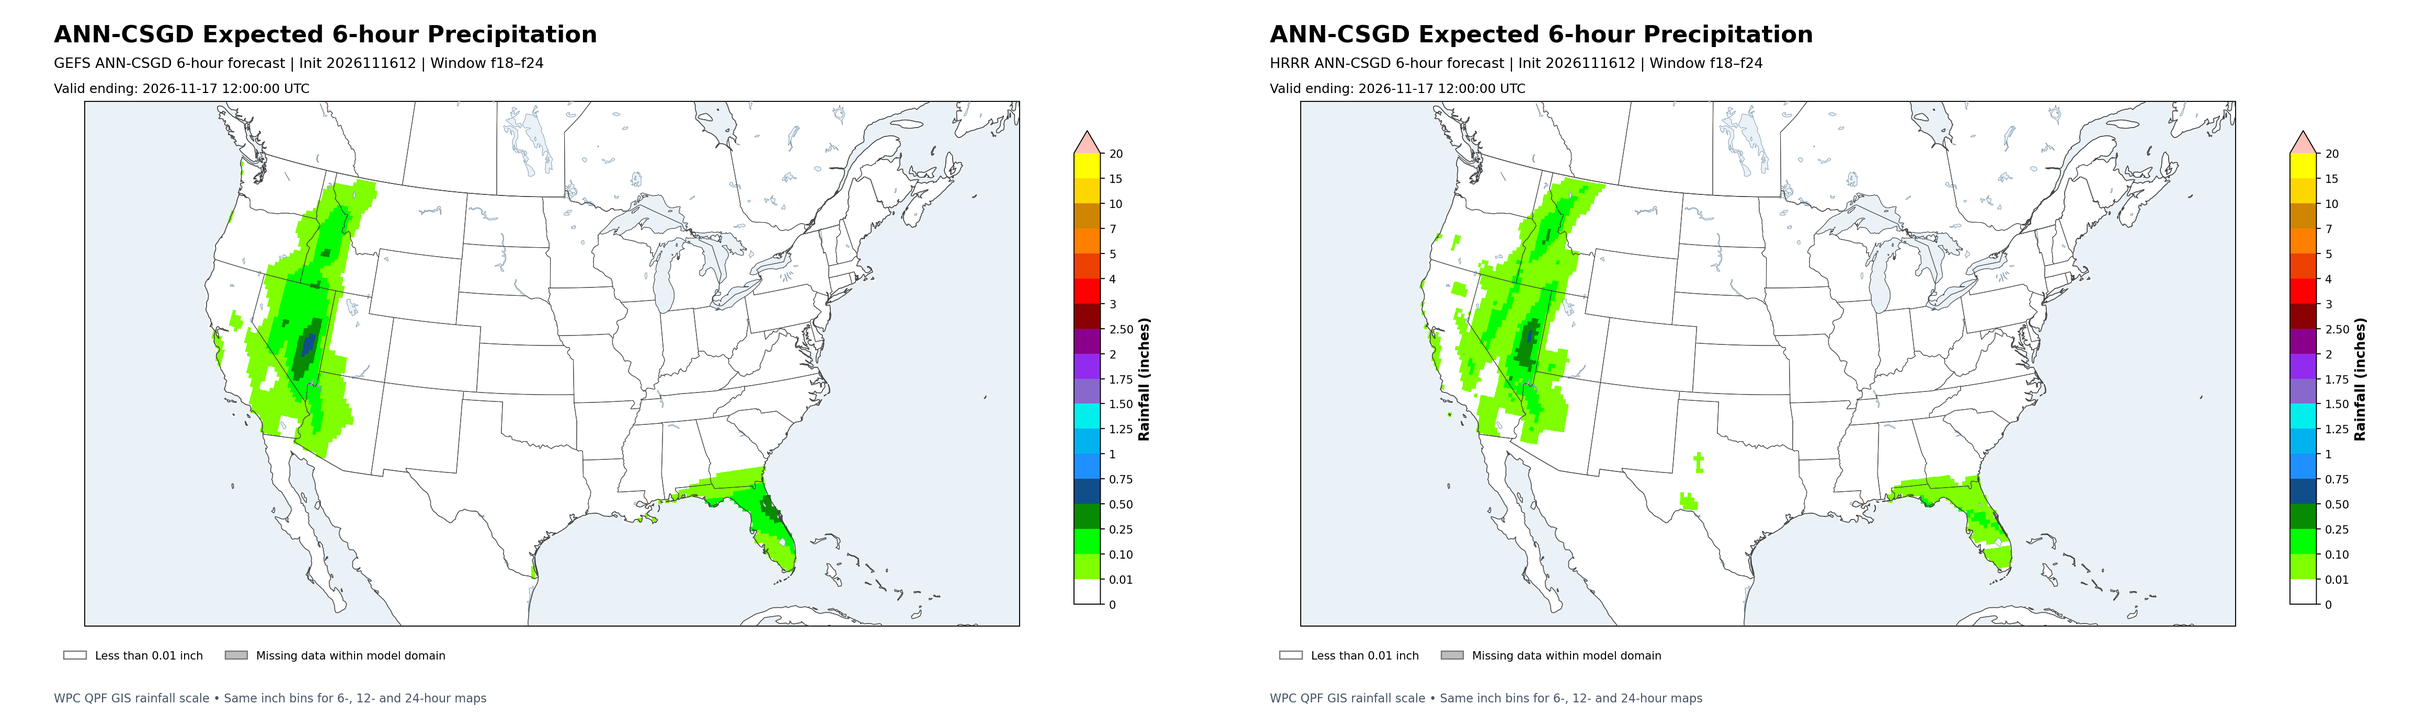 ANN-CSGD Expected 6-hour Precipitation
GEFS ANN-CSGD 6-hour forecast | Init 2026111612 | Window f18–f24
Valid ending: 2026-11-17 12:00:00 UTC
20
15
10
7
5
4
3
2.50
2
1.75
1.50
1.25
1
0.75
0.50
0.25
0.10
0.01
0
Rainfall (inches)
Less than 0.01 inch
Missing data within model domain
WPC QPF GIS rainfall scale • Same inch bins for 6-, 12- and 24-hour maps
ANN-CSGD Expected 6-hour Precipitation
HRRR ANN-CSGD 6-hour forecast | Init 2026111612 | Window f18–f24
Valid ending: 2026-11-17 12:00:00 UTC
20
15
10
7
5
4
3
2.50
2
1.75
1.50
1.25
1
0.75
0.50
0.25
0.10
0.01
0
Rainfall (inches)
Less than 0.01 inch
Missing data within model domain
WPC QPF GIS rainfall scale • Same inch bins for 6-, 12- and 24-hour maps